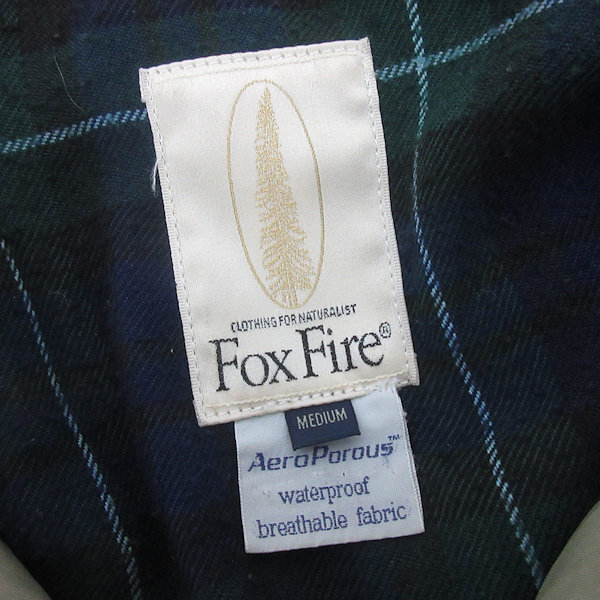 CLOTHING FOR NATURALIST
FoxFire®
MEDIUM
AeroPorous™
waterproof
breathable fabric